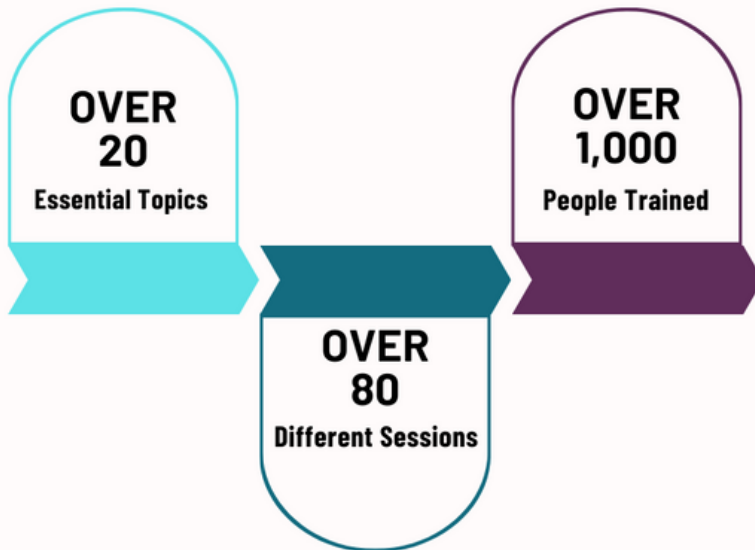 OVER
20
Essential Topics
OVER
80
Different Sessions
OVER
1,000
People Trained